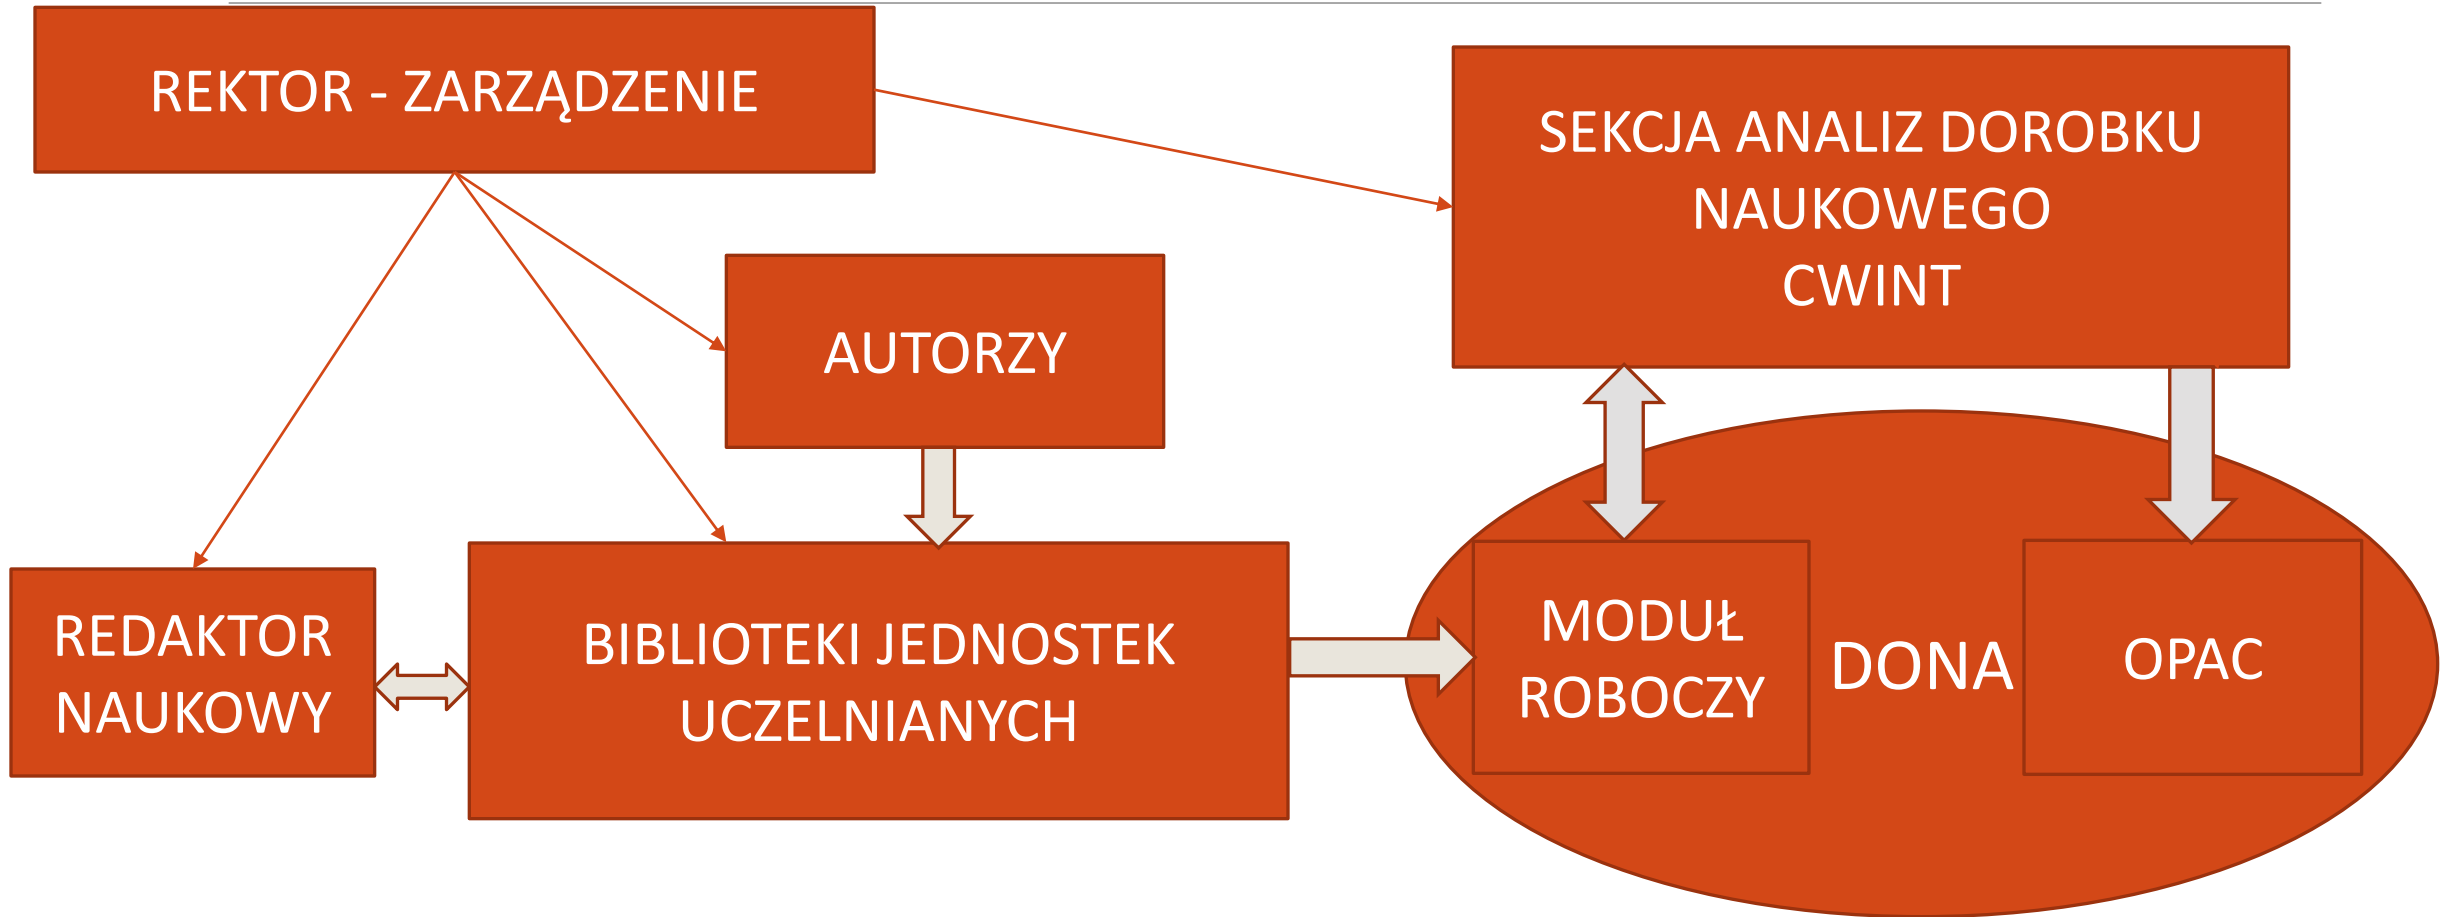 REKTOR - ZARZĄDZENIE
SEKCJA ANALIZ DOROBKU
NAUKOWEGO
CWINT
AUTORZY
REDAKTOR
NAUKOWY
BIBLIOTEKI JEDNOSTEK
UCZELNIANYCH
MODUŁ
ROBOCZY
DONA
OPAC